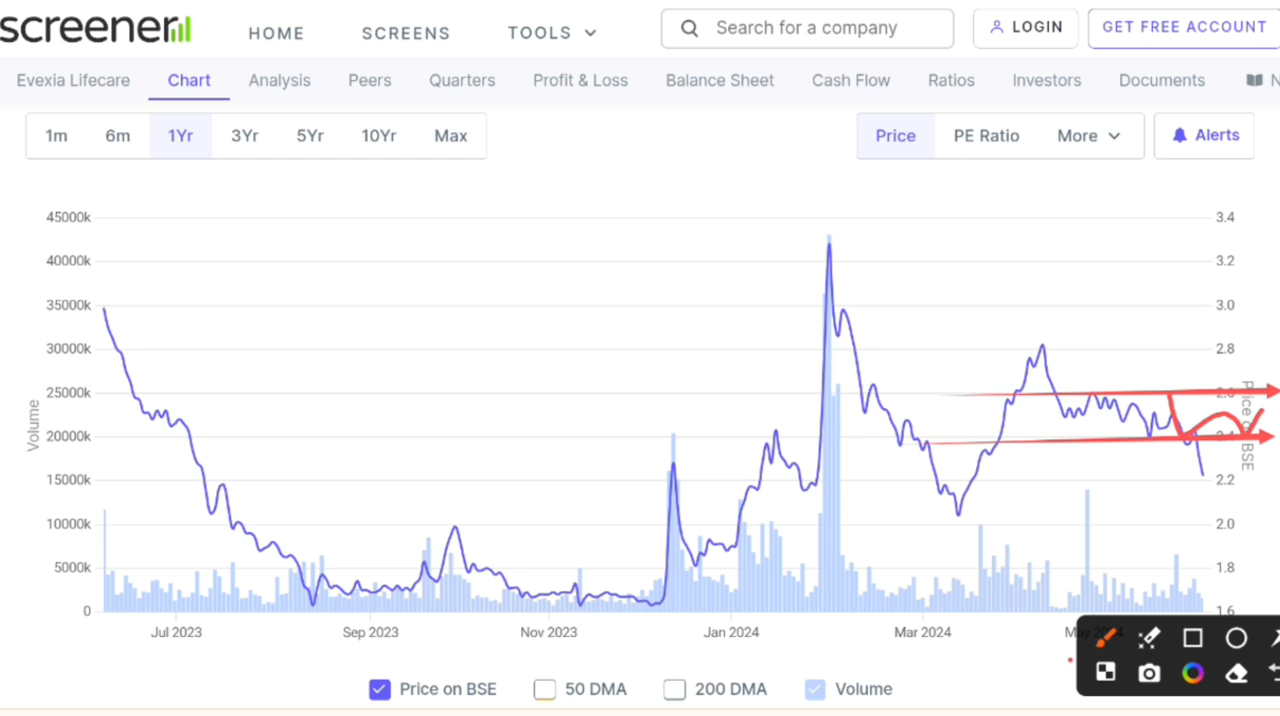 screener
HOME SCREENS TOOLS
Search for a company
LOGIN
GET FREE ACCOUNT
Evexia Lifecare Chart Analysis Peers Quarters Profit & Loss Balance Sheet Cash Flow Ratios Investors Documents N
1m 6m 1Yr 3Yr 5Yr 10Yr Max
Price PE Ratio More
Alerts
45000k 3.4
40000k 3.2
35000k 3.0
30000k 2.8
25000k 2.6
20000k 2.4
15000k 2.2
10000k 2.0
5000k 1.8
0 1.6
Volume
Price on BSE
Jul 2023 Sep 2023 Nov 2023 Jan 2024 Mar 2024 May 2024
Price on BSE 50 DMA 200 DMA Volume